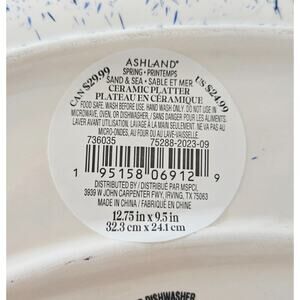 ASHLAND®
SPRING • PRINTEMPS
SAND & SEA • SABLE ET MER
CAN $29.99
US $24.99
CERAMIC PLATTER
PLATEAU EN CÉRAMIQUE
FOOD SAFE. WASH BEFORE USE. HAND WASH ONLY. DO NOT USE IN
MICROWAVE, OVEN, OR DISHWASHER. / SANS DANGER POUR LES ALIMENTS.
LAVER AVANT UTILISATION. LAVAGE À LA MAIN SEULEMENT. NE VA PAS AU
MICRO-ONDES, AU FOUR OU AU LAVE-VAISSELLE.
736035 75288-2023-09
1 95158 06912 9
DISTRIBUTED BY / DISTRIBUÉ PAR MSPCI,
3939 W JOHN CARPENTER FWY, IRVING, TX 75063
MADE IN CHINA / FABRIQUÉ EN CHINE
12.75 in x 9.5 in
32.3 cm x 24.1 cm
DISHWASHER